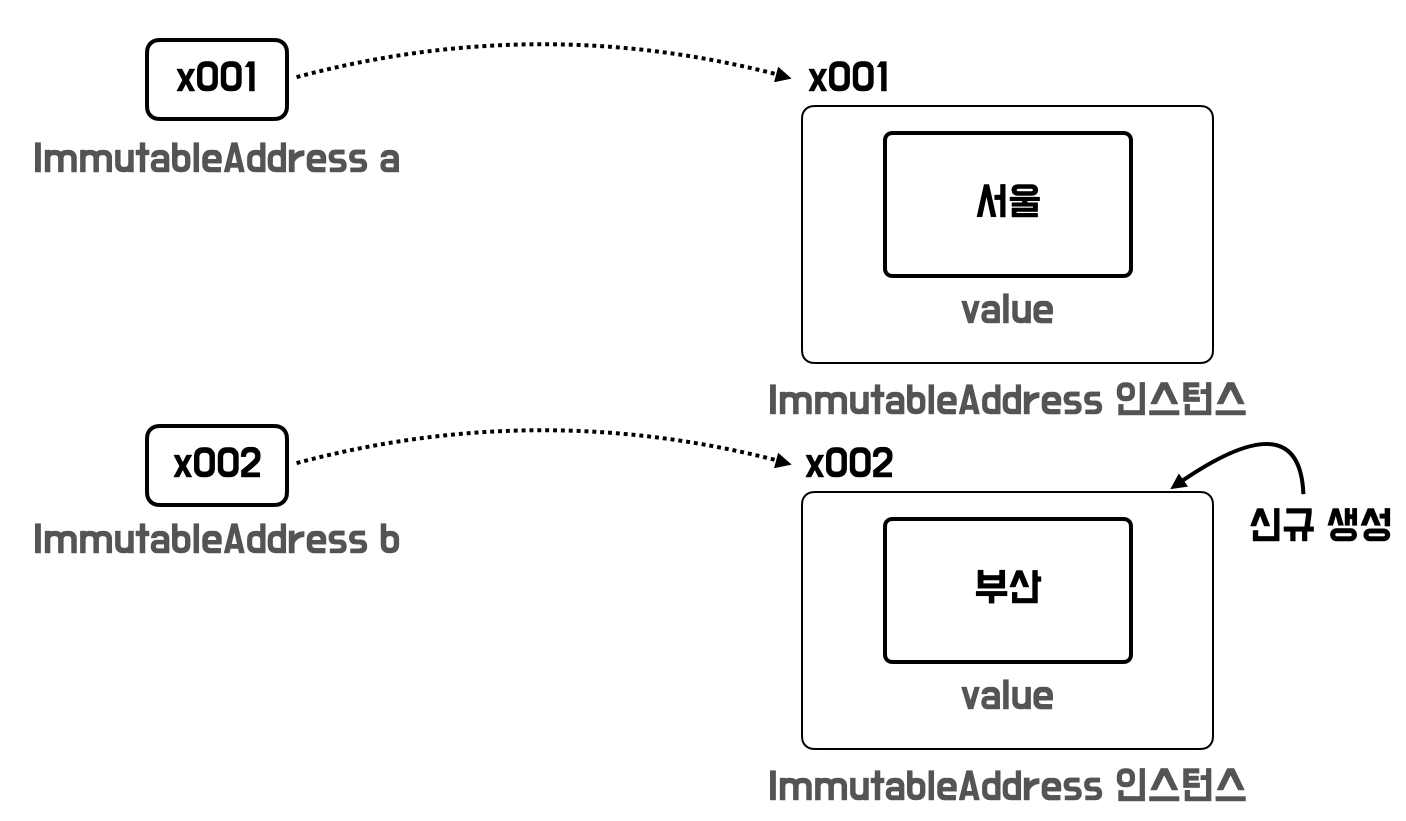 x001
ImmutableAddress a
x001
서울
value
ImmutableAddress 인스턴스
x002
ImmutableAddress b
x002
신규 생성
부산
value
ImmutableAddress 인스턴스